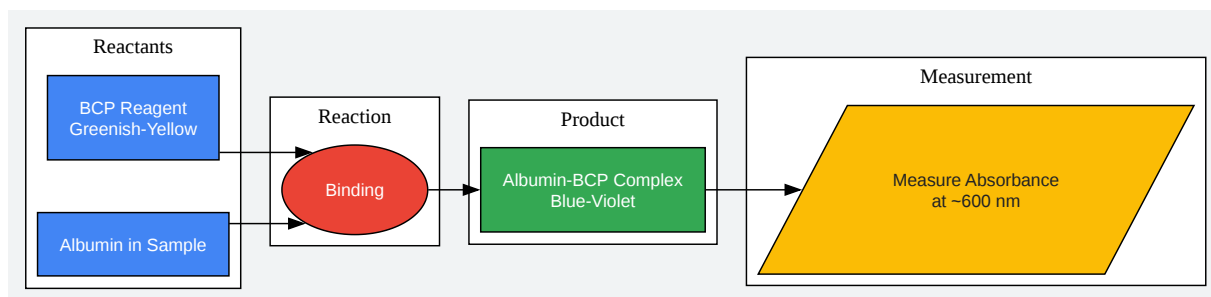 Reactants
BCP Reagent
Greenish-Yellow
Albumin in Sample
Reaction
Binding
Product
Albumin-BCP Complex
Blue-Violet
Measurement
Measure Absorbance
at ~600 nm